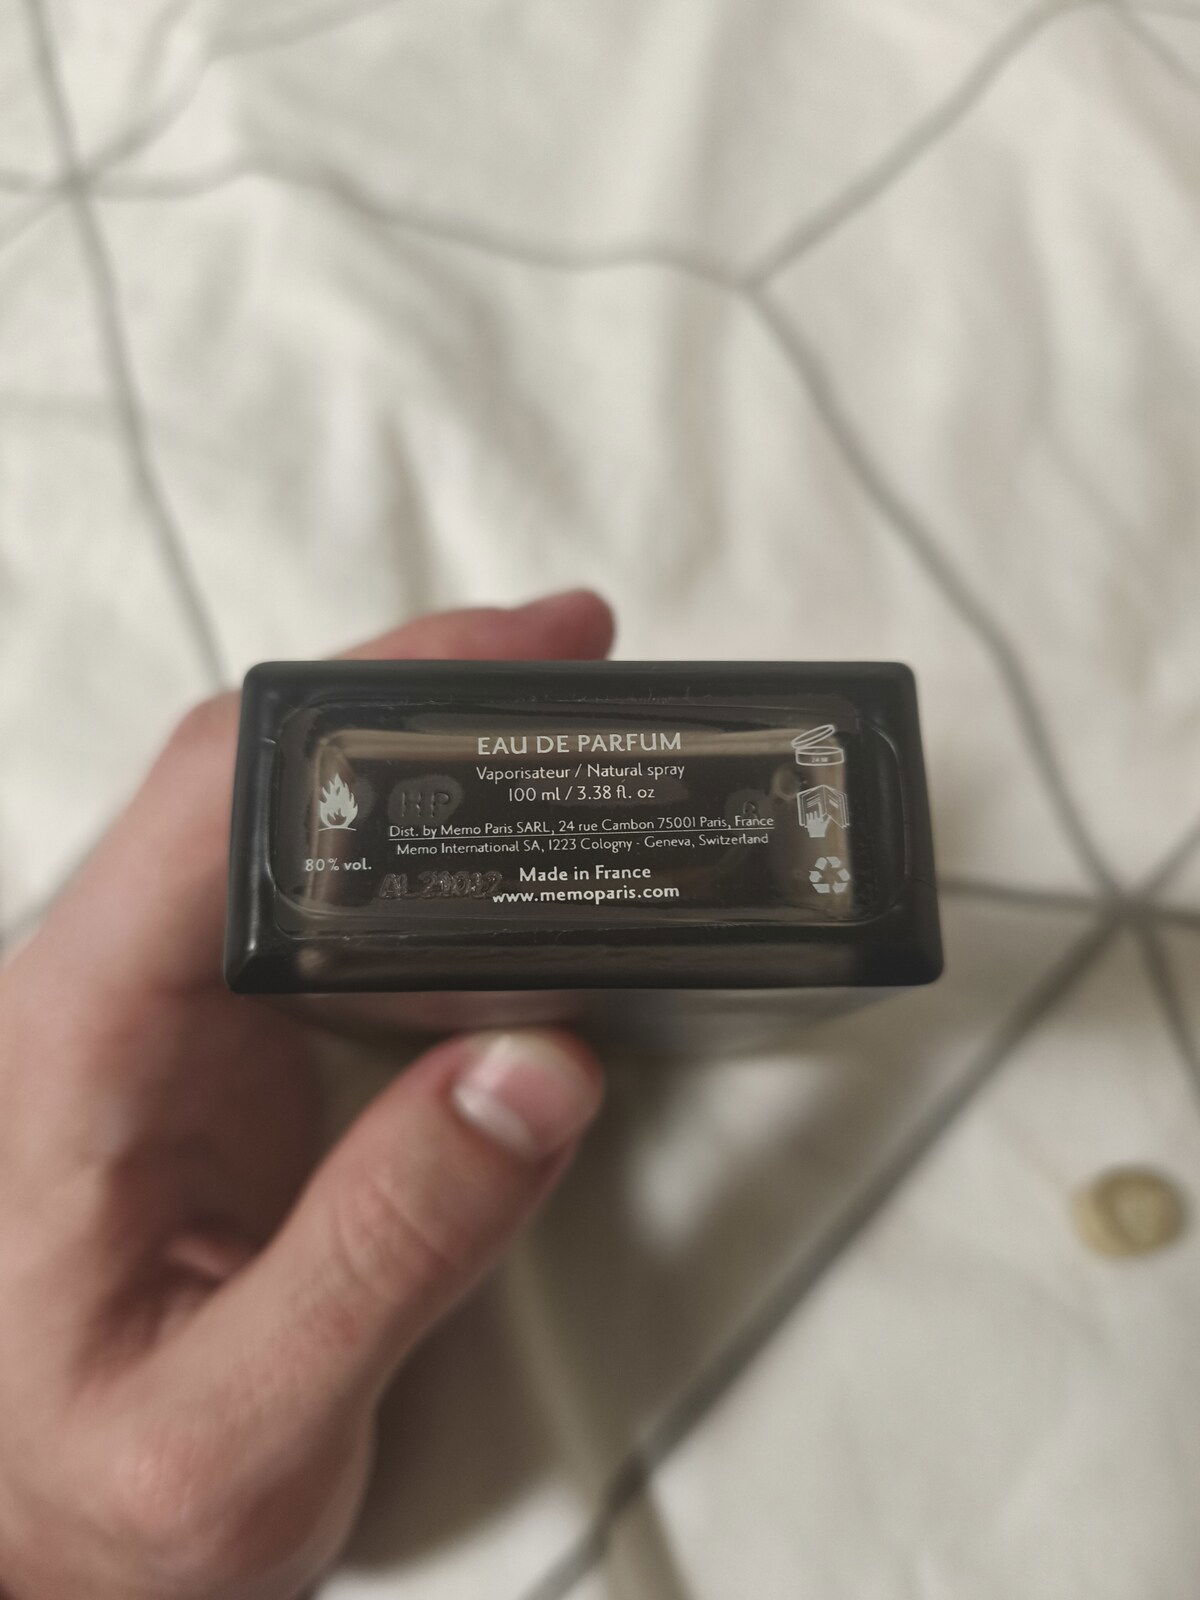 EAU DE PARFUM
Vaporisateur / Natural spray
100 ml / 3.38 fl. oz
HP
Dist. by Memo Paris SARL, 24 rue Cambon 75001 Paris, France
Memo International SA, 1223 Cologny - Geneva, Switzerland
80% vol.
Made in France
www.memoparis.com